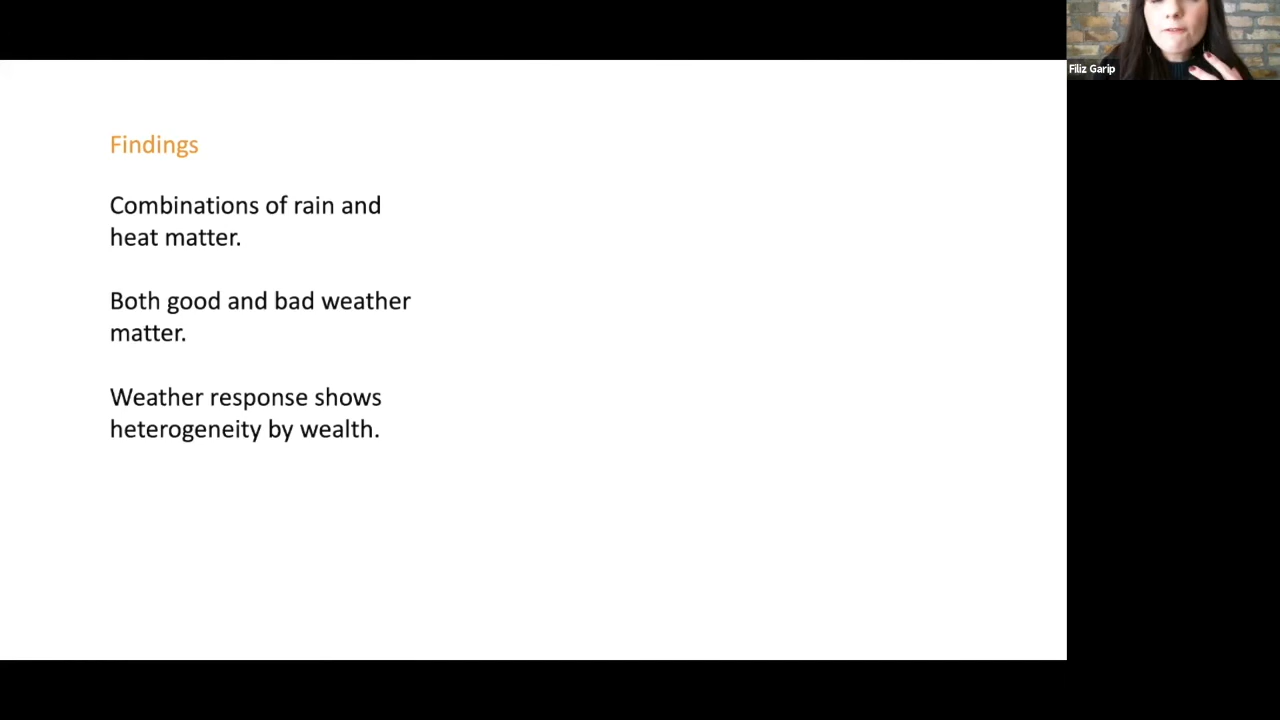 Findings
Combinations of rain and
heat matter.
Both good and bad weather
matter.
Weather response shows
heterogeneity by wealth.
Filiz Garip